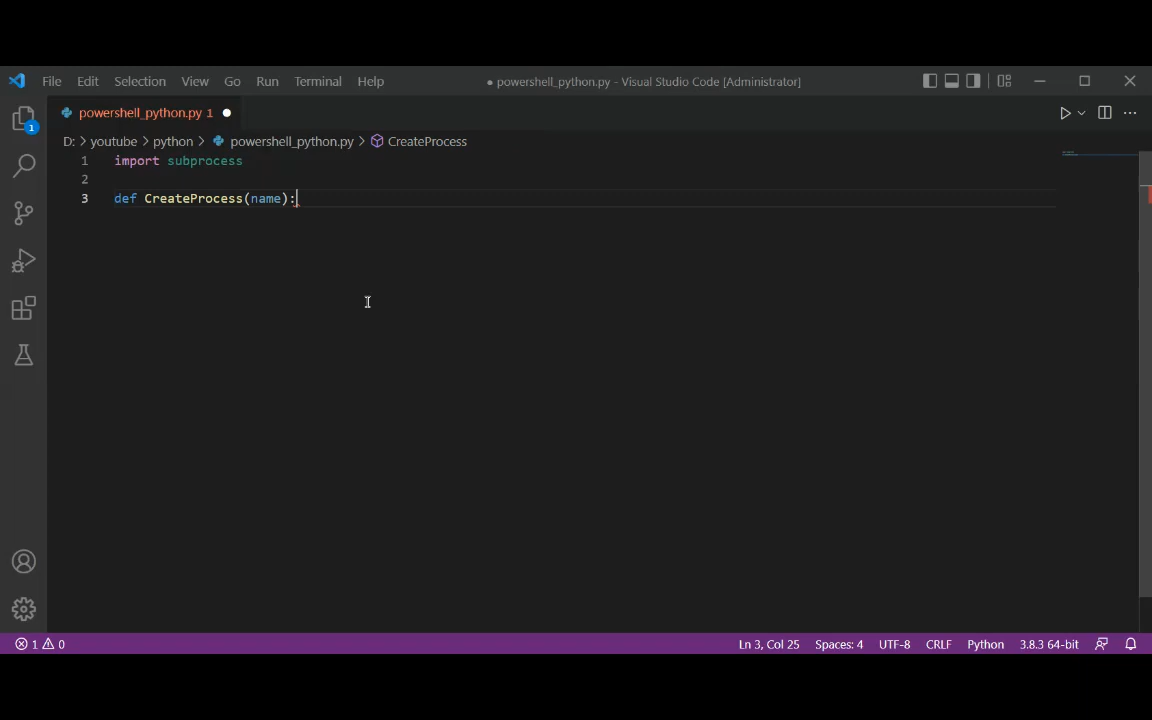 File Edit Selection View Go Run Terminal Help
● powershell_python.py - Visual Studio Code [Administrator]
powershell_python.py 1 ●
D: > youtube > python > powershell_python.py > CreateProcess
1 import subprocess
2
3 def CreateProcess(name):
1
1 0
Ln 3, Col 25 Spaces: 4 UTF-8 CRLF Python 3.8.3 64-bit